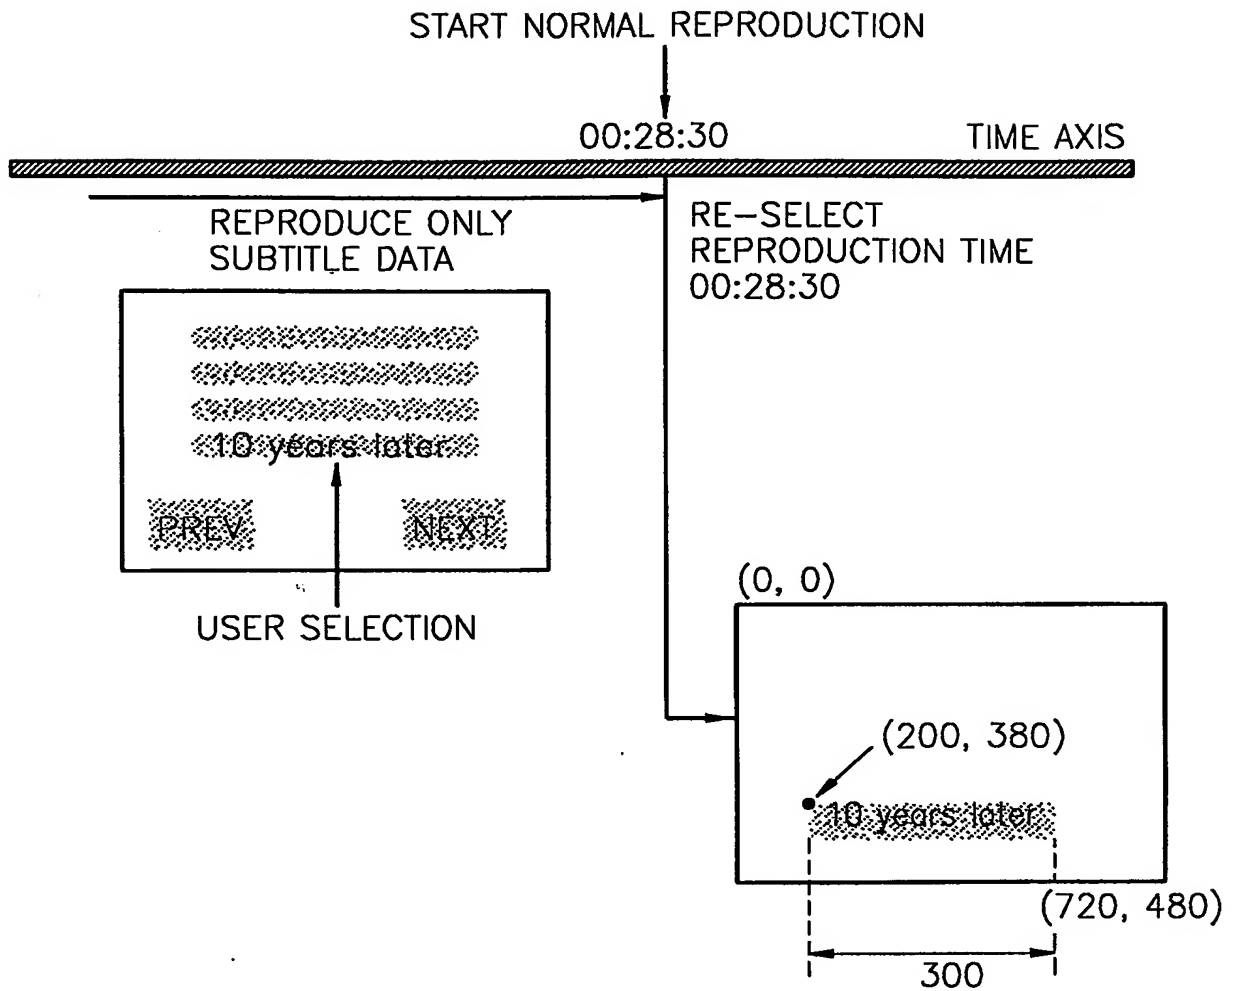 START NORMAL REPRODUCTION
00:28:30
TIME AXIS
REPRODUCE ONLY
SUBTITLE DATA
RE-SELECT
REPRODUCTION TIME
00:28:30
10 years later
PREV
NEXT
USER SELECTION
(0, 0)
(200, 380)
10 years later
(720, 480)
300